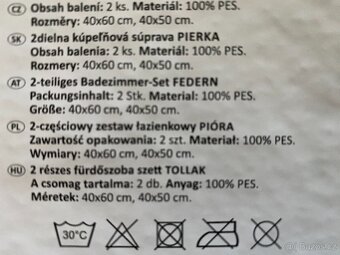 CZ Obsah balení: 2 ks. Materiál: 100% PES.
Rozměry: 40x60 cm, 40x50 cm.
SK 2dielna kúpeľňová súprava PIERKA
Obsah balenia: 2 ks. Materiál: 100% PES.
Rozmery: 40x60 cm, 40x50 cm.
AT 2-teiliges Badezimmer-Set FEDERN
Packungsinhalt: 2 Stk. Material: 100% PES.
Größe: 40x60 cm, 40x50 cm.
PL 2-częściowy zestaw łazienkowy PIÓRA
Zawartość opakowania: 2 szt. Materiał: 100% PES.
Wymiary: 40x60 cm, 40x50 cm.
HU 2 részes fürdőszoba szett TOLLAK
A csomag tartalma: 2 db. Anyag: 100% PES.
Méretek: 40x60 cm, 40x50 cm.
30°C